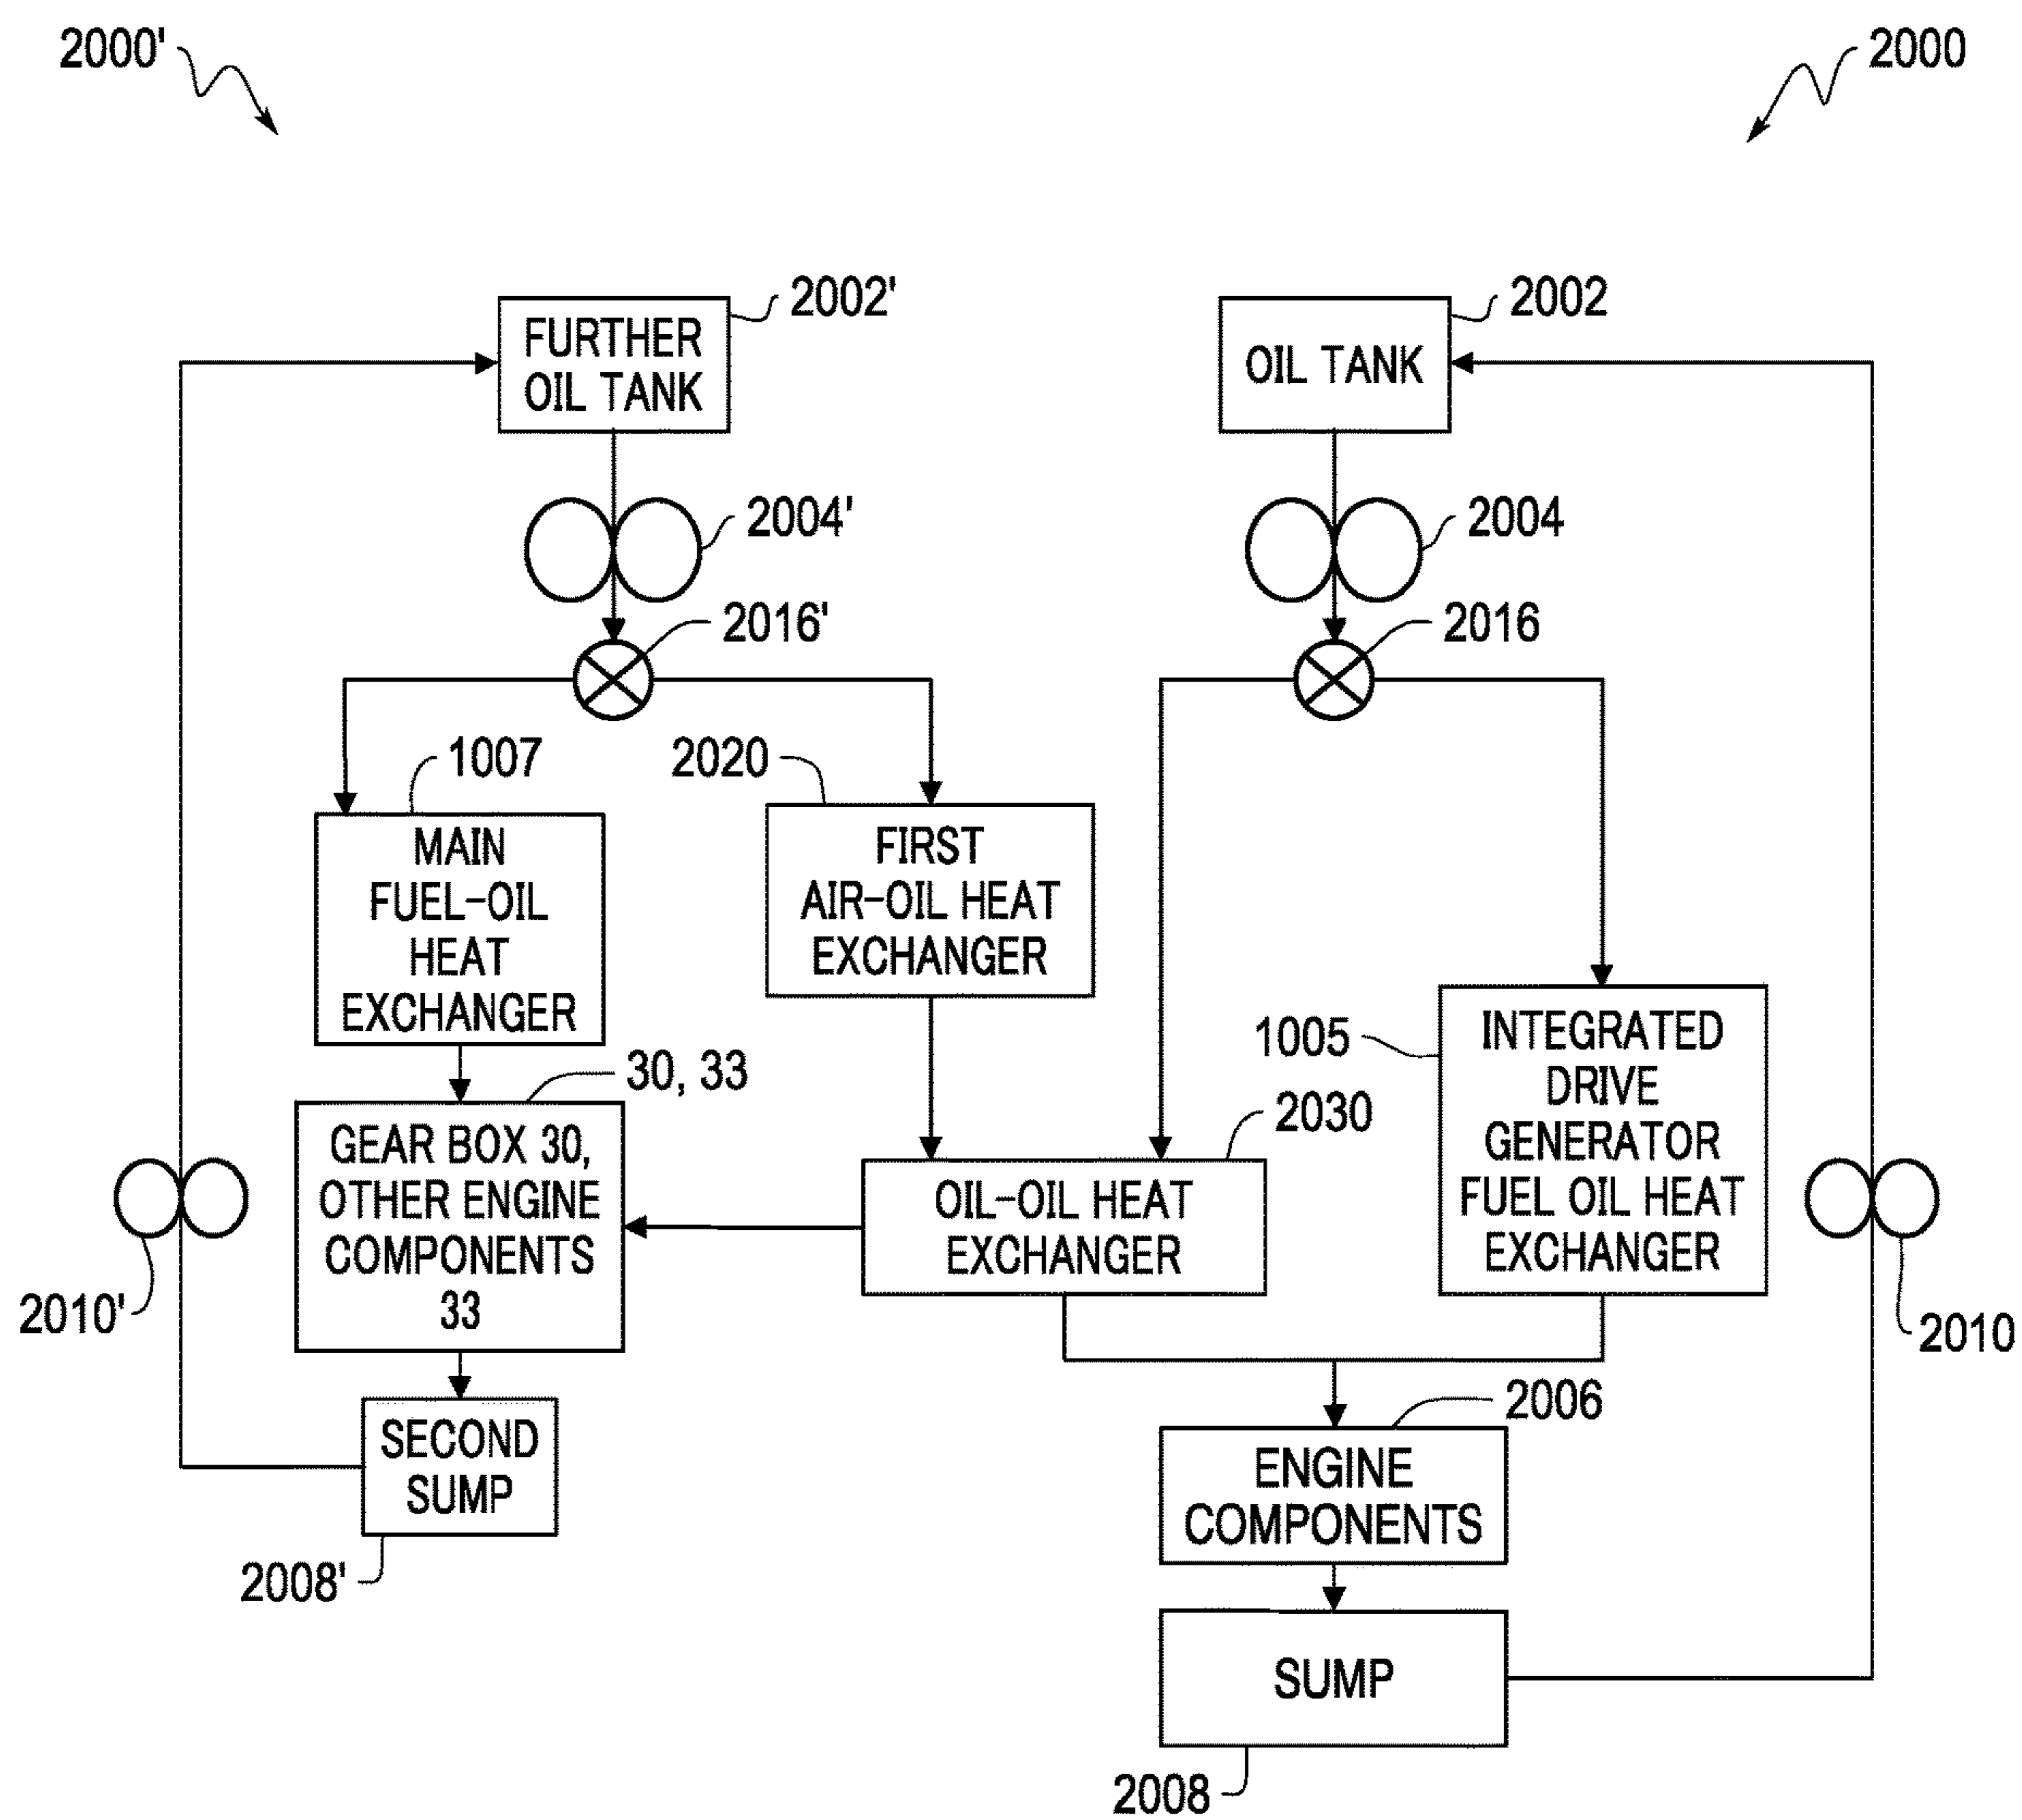 2000'
2000
2002'
FURTHER
OIL TANK
2002
OIL TANK
2004'
2004
2016'
2016
1007
MAIN
FUEL-OIL
HEAT
EXCHANGER
2020
FIRST
AIR-OIL HEAT
EXCHANGER
1005
INTEGRATED
DRIVE
GENERATOR
FUEL OIL HEAT
EXCHANGER
30, 33
GEAR BOX 30,
OTHER ENGINE
COMPONENTS
33
2030
OIL-OIL HEAT
EXCHANGER
2010'
2010
SECOND
SUMP
2008'
2006
ENGINE
COMPONENTS
SUMP
2008